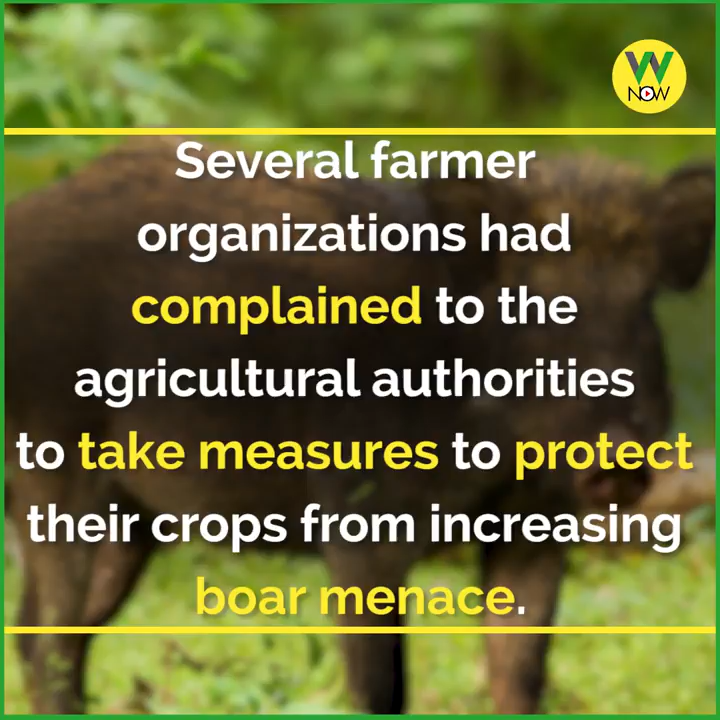 W
NOW
Several farmer
organizations had
complained to the
agricultural authorities
to take measures to protect
their crops from increasing
boar menace.